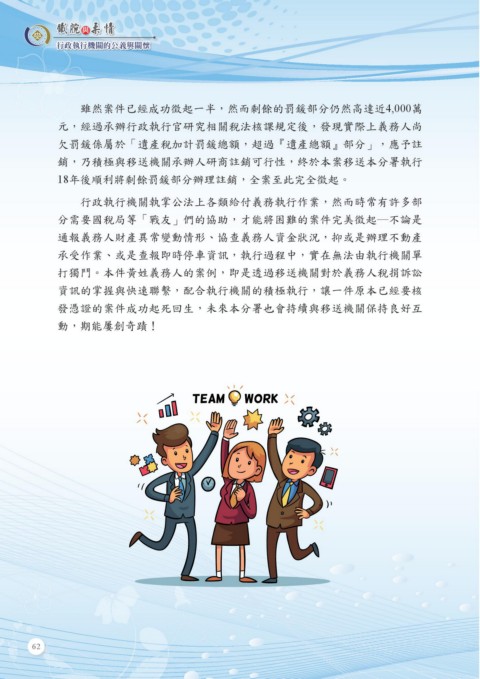 鐵腕與柔情
行政執行機關的公義與關懷
雖然案件已經成功徵起一半，然而剩餘的罰鍰部分仍然高達近4,000萬
元，經過承辦行政執行官研究相關稅法核課規定後，發現實際上義務人尚
欠罰鍰係屬於「遺產稅加計罰鍰總額，超過『遺產總額』部分」，應予註
銷，乃積極與移送機關承辦人研商註銷可行性，終於本案移送本分署執行
18年後順利將剩餘罰鍰部分辦理註銷，全案至此完全徵起。
行政執行機關執掌公法上各類給付義務執行作業，然而時常有許多部
分需要國稅局等「戰友」們的協助，才能將困難的案件完美徵起—不論是
通報義務人財產異常變動情形、協查義務人資金狀況，抑或是辦理不動產
承受作業、或是查報即時停車資訊，執行過程中，實在無法由執行機關單
打獨鬥。本件黃姓義務人的案例，即是透過移送機關對於義務人稅捐訴訟
資訊的掌握與快速聯繫，配合執行機關的積極執行，讓一件原本已經要核
發憑證的案件成功起死回生，未來本分署也會持續與移送機關保持良好互
動，期能屢創奇蹟！
TEAM WORK
62